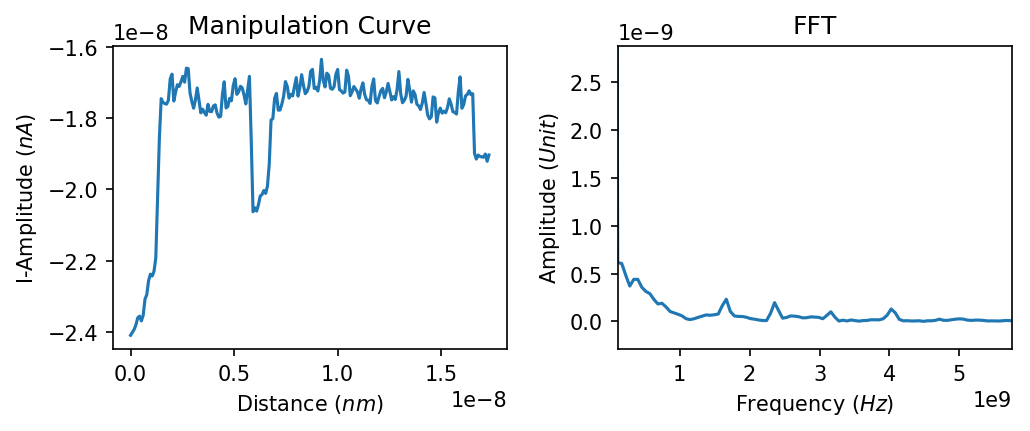 Manipulation Curve
1e−8
−1.6
−1.8
−2.0
−2.2
−2.4
I-Amplitude (nA)
0.0 0.5 1.0 1.5
1e−8
Distance (nm)
FFT
1e−9
2.5
2.0
1.5
1.0
0.5
0.0
Amplitude (Unit)
1 2 3 4 5
1e9
Frequency (Hz)